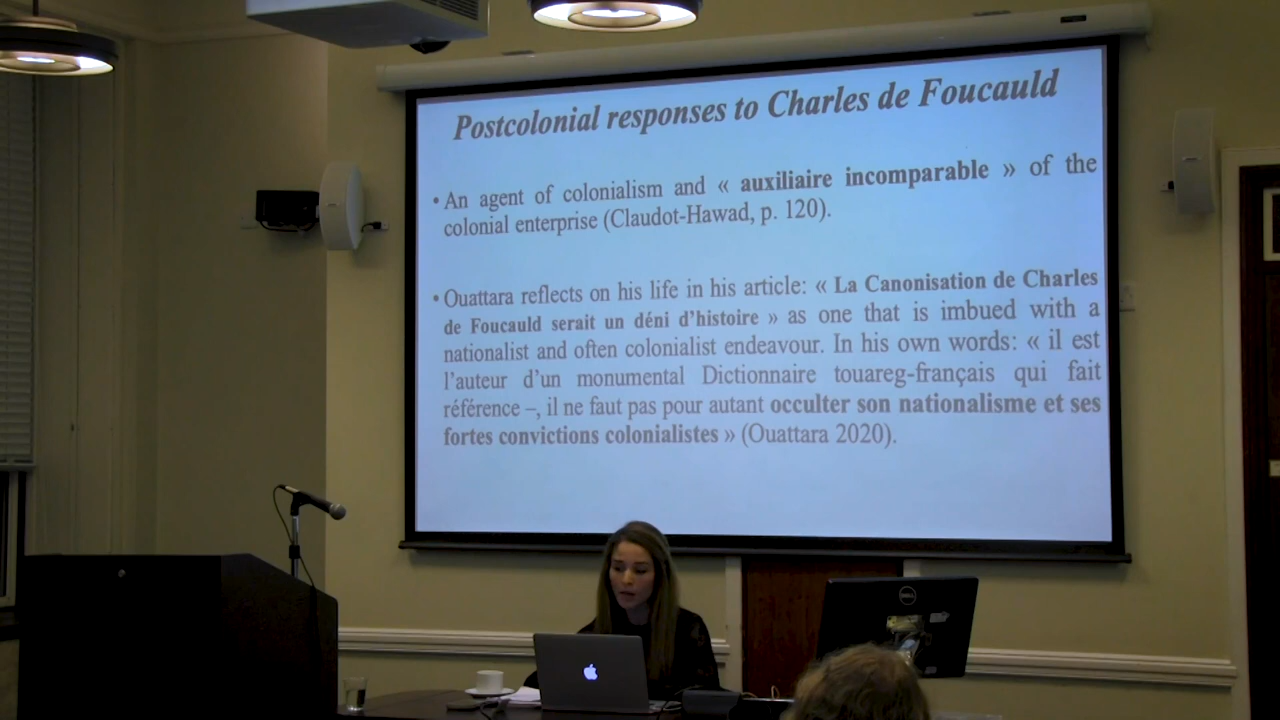 Postcolonial responses to Charles de Foucauld
• An agent of colonialism and « auxiliaire incomparable » of the
colonial enterprise (Claudot-Hawad, p. 120).
• Ouattara reflects on his life in his article: « La Canonisation de Charles
de Foucauld serait un déni d’histoire » as one that is imbued with a
nationalist and often colonialist endeavour. In his own words: « il est
l’auteur d’un monumental Dictionnaire touareg-français qui fait
référence –, il ne faut pas pour autant occulter son nationalisme et ses
fortes convictions colonialistes » (Ouattara 2020).
DELL